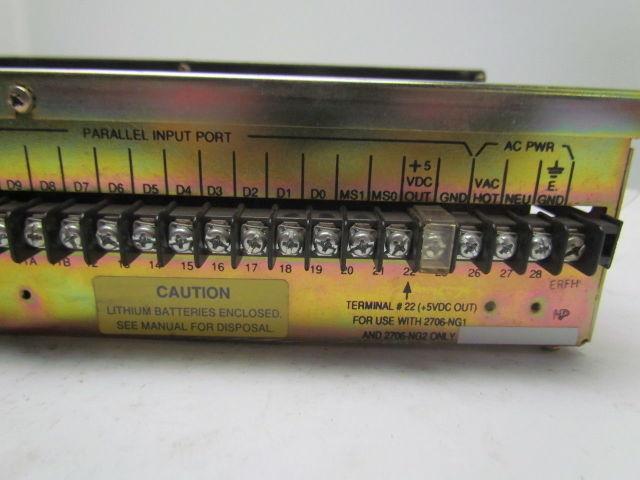 PARALLEL INPUT PORT
AC PWR
+5
D9 D8 D7 D6 D5 D4 D3 D2 D1 D0 MS1 MS0 VDC OUT GND VAC HOT NEU E. GND
13 14 15 16 17 18 19 20 21 22 26 27 28
ERFH
CAUTION
LITHIUM BATTERIES ENCLOSED.
SEE MANUAL FOR DISPOSAL.
TERMINAL # 22 (+5VDC OUT)
FOR USE WITH 2706-NG1
AND 2706-NG2 ONLY